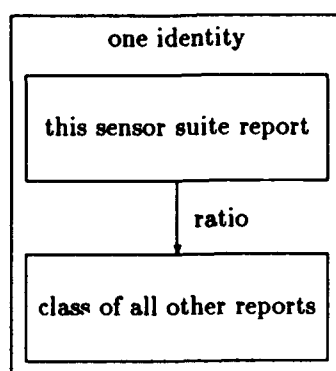 one identity
this sensor suite report
ratio
class of all other reports